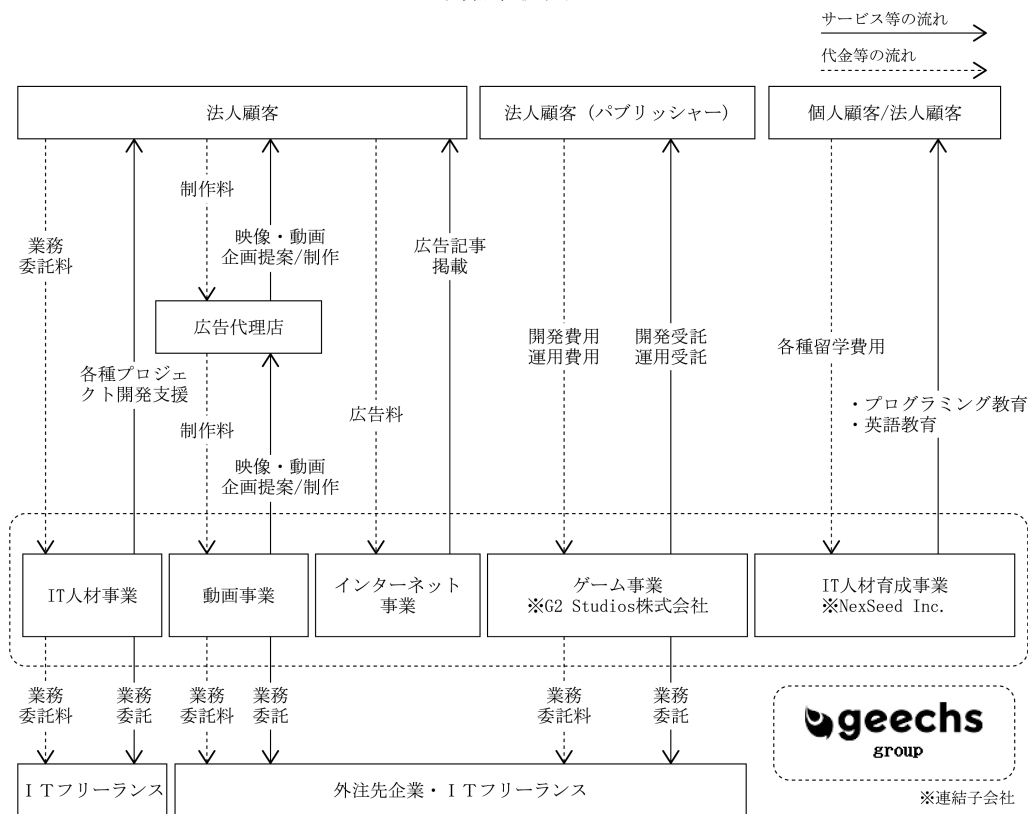 サービス等の流れ
代金等の流れ
法人顧客
法人顧客（パブリッシャー）
個人顧客/法人顧客
制作料
業務
委託料
映像・動画
企画提案/制作
広告記事
掲載
広告代理店
開発費用
運用費用
開発受託
運用受託
各種留学費用
各種プロジェ
クト開発支援
制作料
広告料
・プログラミング教育
・英語教育
映像・動画
企画提案/制作
IT人材事業
動画事業
インターネット
事業
ゲーム事業
※G2 Studios株式会社
IT人材育成事業
※NexSeed Inc.
業務
委託料
業務
委託
業務
委託料
業務
委託
業務
委託料
業務
委託
geechs
group
ＩＴフリーランス
外注先企業・ＩＴフリーランス
※連結子会社